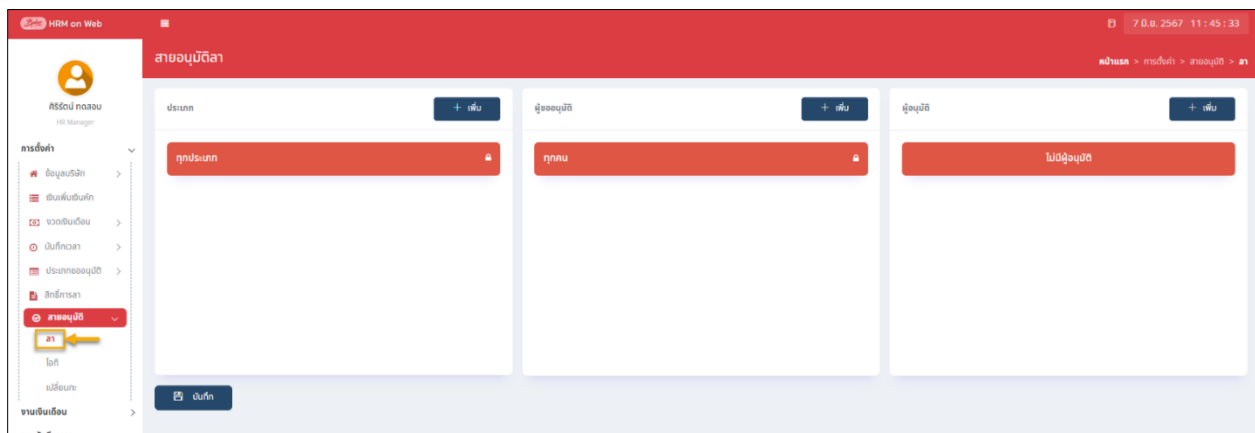 HRM on Web
7 มิ.ย. 2567 11 : 45 : 33
สายอนุมัติลา
หน้าแรก > การตั้งค่า > สายอนุมัติ > ลา
ศิริรัตน์ ทดสอบ
HR Manager
การตั้งค่า
ข้อมูลบริษัท
เงินเพิ่มเงินหัก
งวดเงินเดือน
บันทึกเวลา
ประเภทขออนุมัติ
สิทธิ์การลา
สายอนุมัติ
ลา
โอที
เปลี่ยนกะ
งานเงินเดือน
ประเภท
+ เพิ่ม
ทุกประเภท
ผู้ขออนุมัติ
+ เพิ่ม
ทุกคน
ผู้อนุมัติ
+ เพิ่ม
ไม่มีผู้อนุมัติ
บันทึก